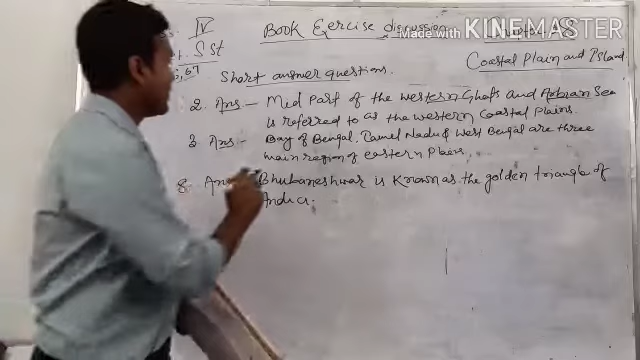 IV Book Exercise discussion
Made with KINEMASTER
Sst Coastal Plain and Island
67 Short answer questions.
2. Ans - Mid Part of the western Ghats and Arbian Sea
is referred to as the western Coastal Plains.
3. Ans - Bay of Bengal, Tamil Nadu & West Bengal are three
main region of eastern Plains
8. Ans Bhubaneshwar is known as the golden triangle of
India.